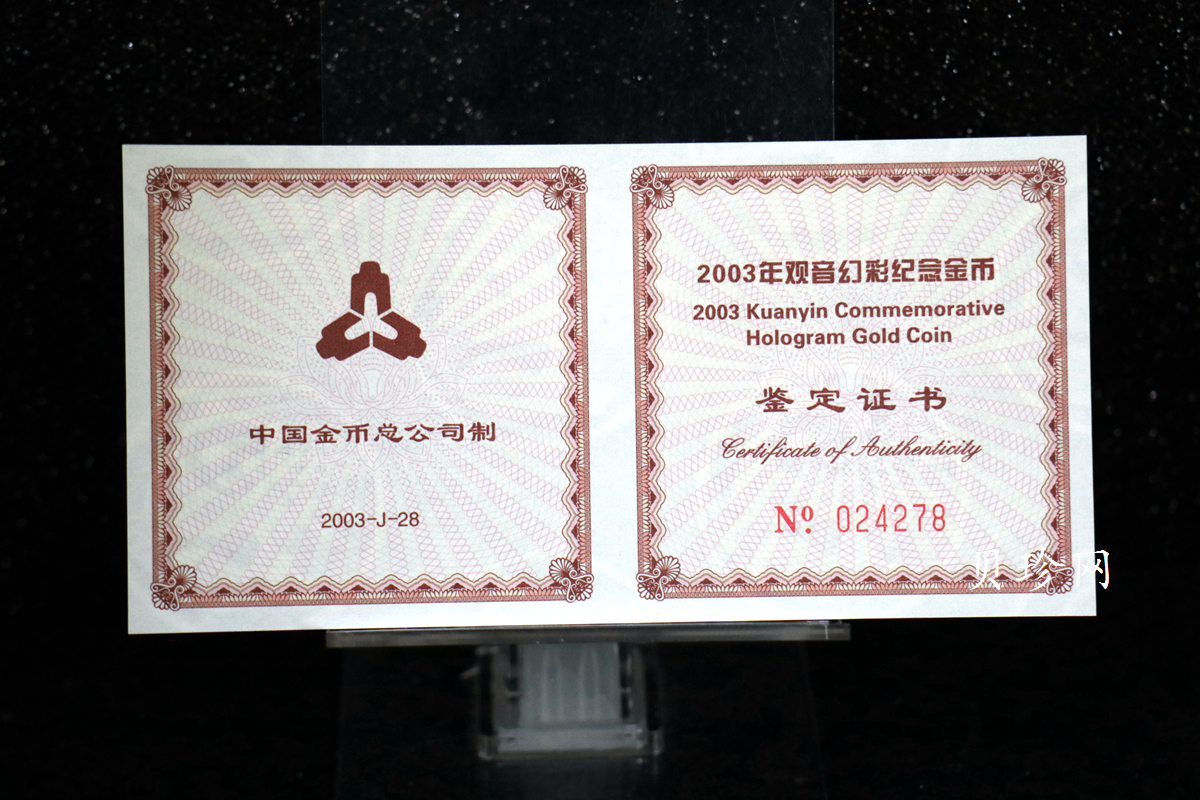 中国金币总公司制
2003-J-28
2003年观音幻彩纪念金币
2003 Kuanyin Commemorative
Hologram Gold Coin
鉴定证书
Certificate of Authenticity
Nº 024278
贝珍网